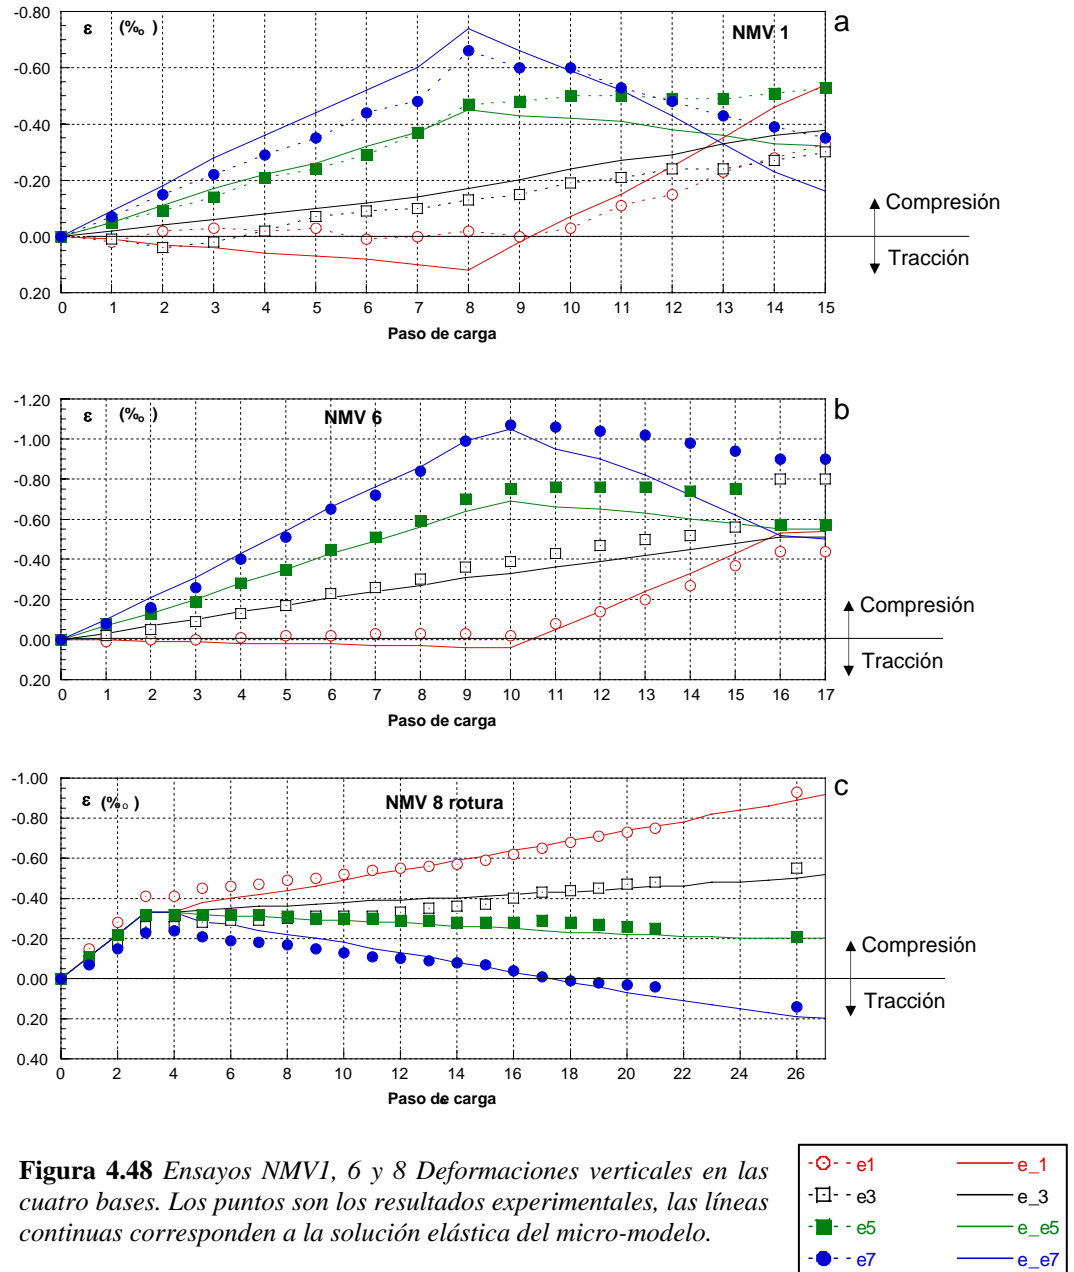 a
ε (‰)
NMV 1
-0.80
-0.60
-0.40
-0.20
0.00
0.20
0 1 2 3 4 5 6 7 8 9 10 11 12 13 14 15
Paso de carga
Compresión
Tracción
b
ε (‰)
NMV 6
-1.20
-1.00
-0.80
-0.60
-0.40
-0.20
0.00
0.20
0 1 2 3 4 5 6 7 8 9 10 11 12 13 14 15 16 17
Paso de carga
Compresión
Tracción
c
ε (‰)
NMV 8 rotura
-1.00
-0.80
-0.60
-0.40
-0.20
0.00
0.20
0.40
0 2 4 6 8 10 12 14 16 18 20 22 24 26
Paso de carga
Compresión
Tracción
Figura 4.48 Ensayos NMV1, 6 y 8 Deformaciones verticales en las
cuatro bases. Los puntos son los resultados experimentales, las líneas
continuas corresponden a la solución elástica del micro-modelo.
e1 e_1
e3 e_3
e5 e_e5
e7 e_e7